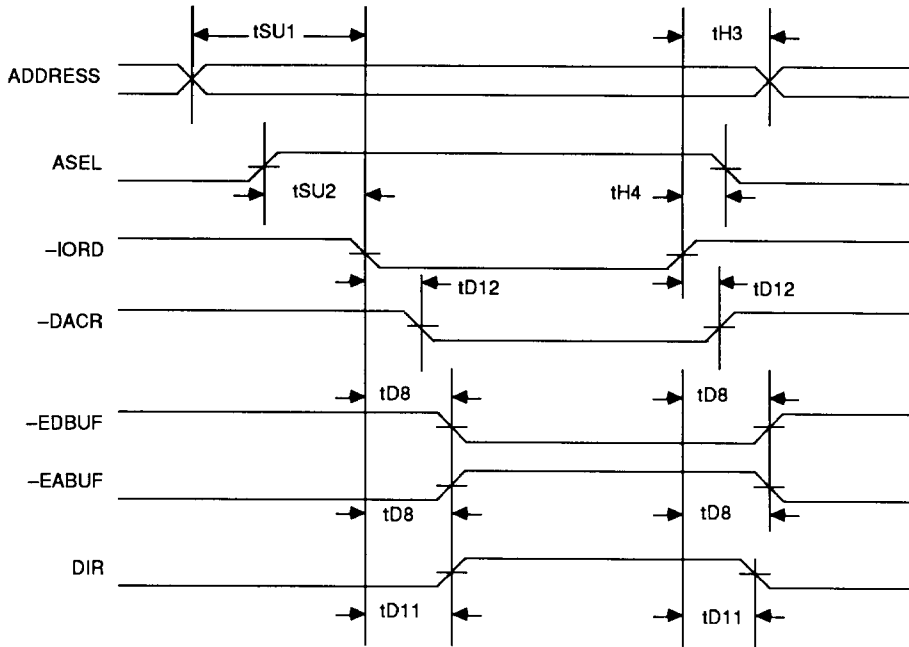 tSU1
tH3
ADDRESS
ASEL
tSU2
tH4
–IORD
tD12
tD12
–DACR
tD8
tD8
–EDBUF
–EABUF
tD8
tD8
DIR
tD11
tD11